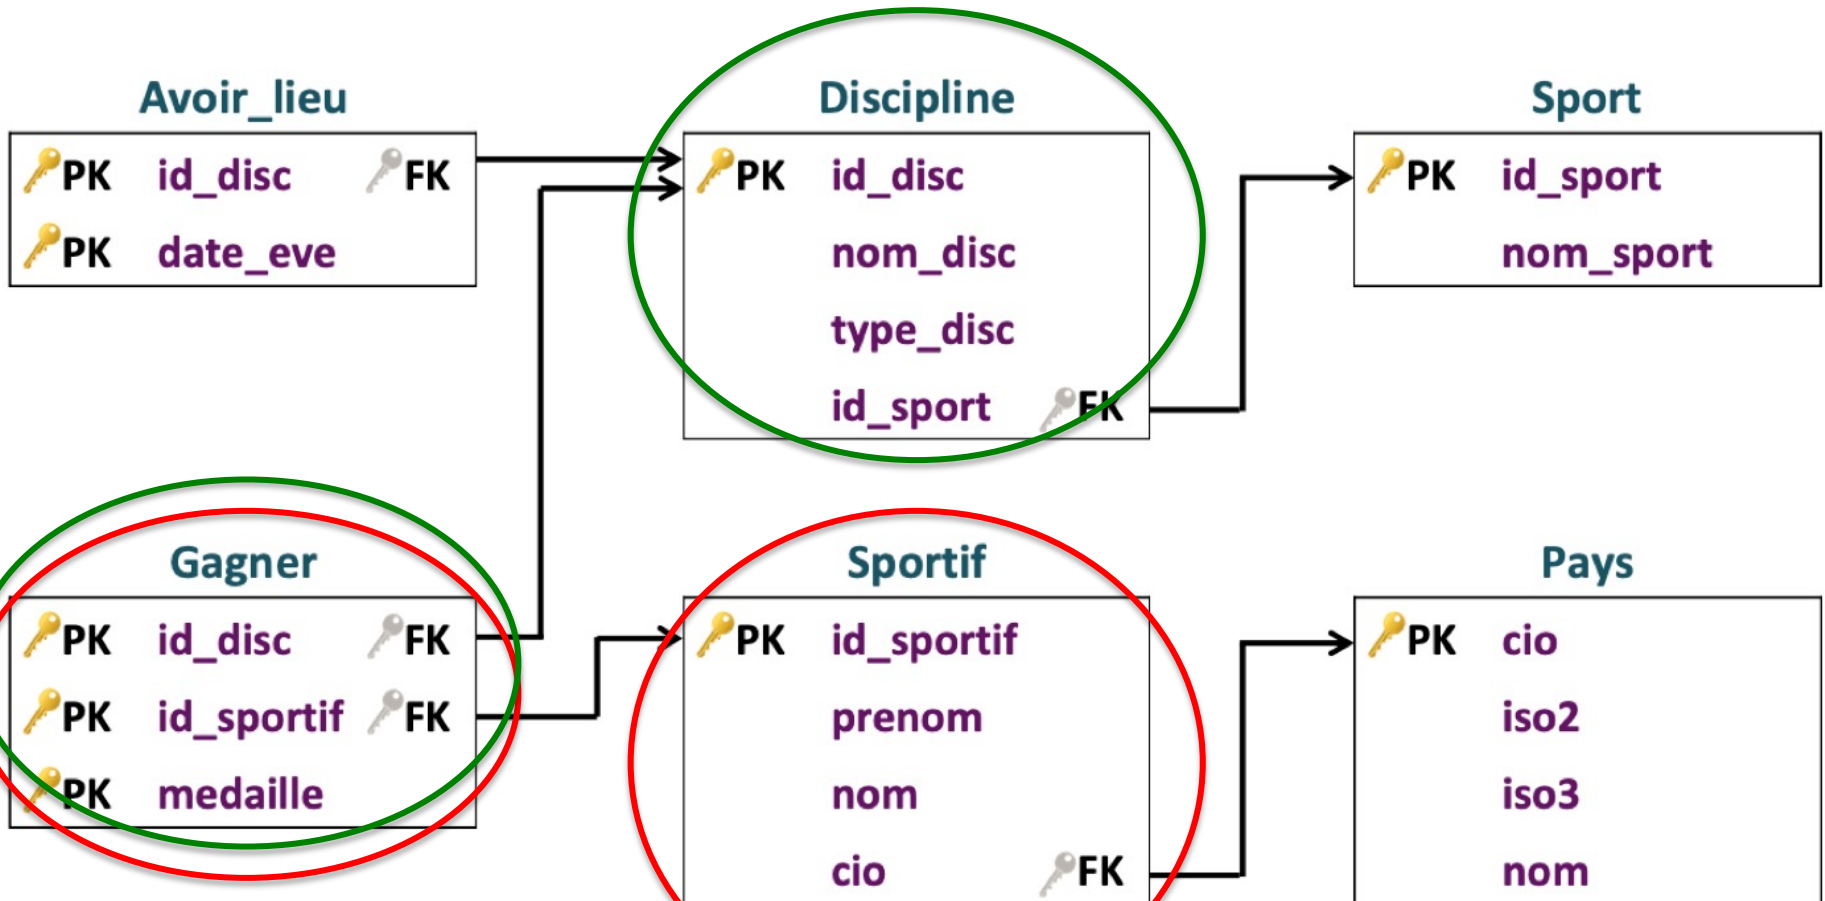 Avoir_lieu
PK id_disc FK
PK date_eve
Discipline
PK id_disc
nom_disc
type_disc
id_sport FK
Sport
PK id_sport
nom_sport
Gagner
PK id_disc FK
PK id_sportif FK
PK medaille
Sportif
PK id_sportif
prenom
nom
cio FK
Pays
PK cio
iso2
iso3
nom